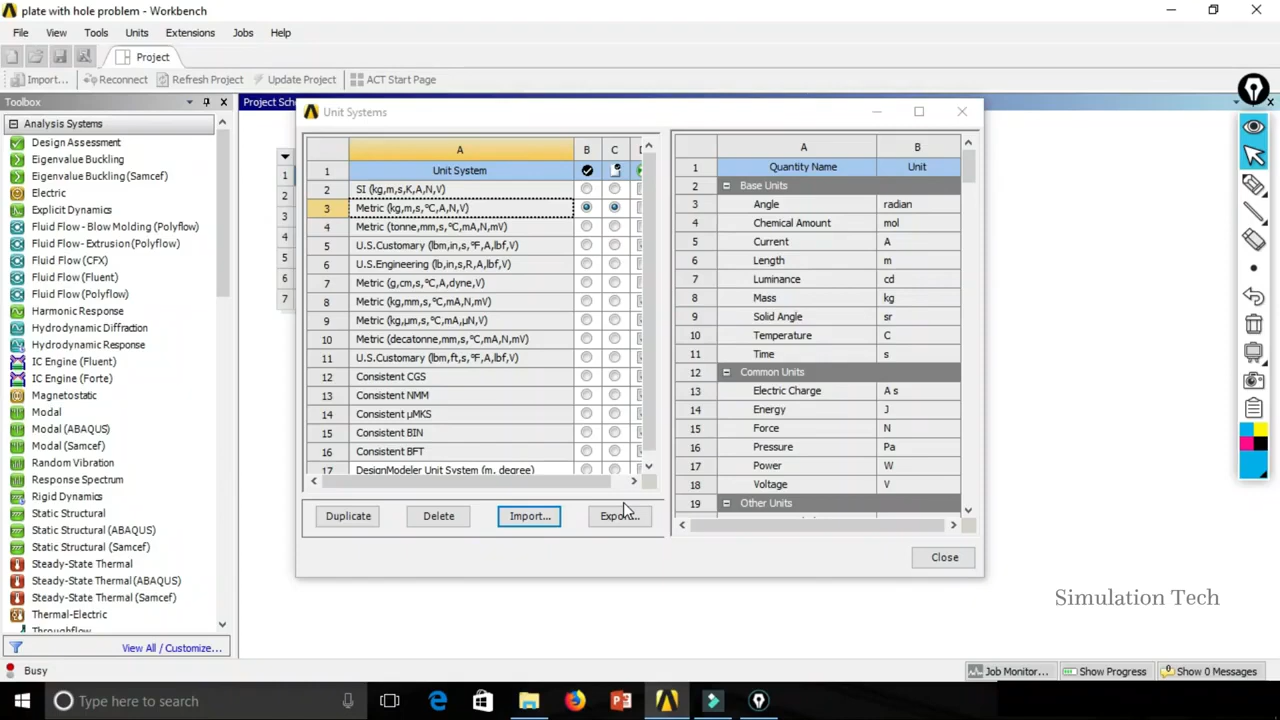 plate with hole problem - Workbench
File View Tools Units Extensions Jobs Help
Project
Import... Reconnect Refresh Project Update Project ACT Start Page
Toolbox
Analysis Systems
Design Assessment
Eigenvalue Buckling
Eigenvalue Buckling (Samcef)
Electric
Explicit Dynamics
Fluid Flow - Blow Molding (Polyflow)
Fluid Flow - Extrusion (Polyflow)
Fluid Flow (CFX)
Fluid Flow (Fluent)
Fluid Flow (Polyflow)
Harmonic Response
Hydrodynamic Diffraction
Hydrodynamic Response
IC Engine (Fluent)
IC Engine (Forte)
Magnetostatic
Modal
Modal (ABAQUS)
Modal (Samcef)
Random Vibration
Response Spectrum
Rigid Dynamics
Static Structural
Static Structural (ABAQUS)
Static Structural (Samcef)
Steady-State Thermal
Steady-State Thermal (ABAQUS)
Steady-State Thermal (Samcef)
Thermal-Electric
Throughflow
View All / Customize...
Project Sch
1
2
3
4
5
6
7
Unit Systems
A B C
1 Unit System
2 SI (kg,m,s,K,A,N,V)
3 Metric (kg,m,s,°C,A,N,V)
4 Metric (tonne,mm,s,°C,mA,N,mV)
5 U.S.Customary (lbm,in,s,°F,A,lbf,V)
6 U.S.Engineering (lb,in,s,R,A,lbf,V)
7 Metric (g,cm,s,°C,A,dyne,V)
8 Metric (kg,mm,s,°C,mA,N,mV)
9 Metric (kg,µm,s,°C,mA,µN,V)
10 Metric (decatonne,mm,s,°C,mA,N,mV)
11 U.S.Customary (lbm,ft,s,°F,A,lbf,V)
12 Consistent CGS
13 Consistent NMM
14 Consistent µMKS
15 Consistent BIN
16 Consistent BFT
17 DesignModeler Unit System (m, degree)
Duplicate Delete Import... Export...
A B
1 Quantity Name Unit
2 Base Units
3 Angle radian
4 Chemical Amount mol
5 Current A
6 Length m
7 Luminance cd
8 Mass kg
9 Solid Angle sr
10 Temperature C
11 Time s
12 Common Units
13 Electric Charge A s
14 Energy J
15 Force N
16 Pressure Pa
17 Power W
18 Voltage V
19 Other Units
Close
Simulation Tech
Busy
Job Monitor... Show Progress Show 0 Messages
Type here to search